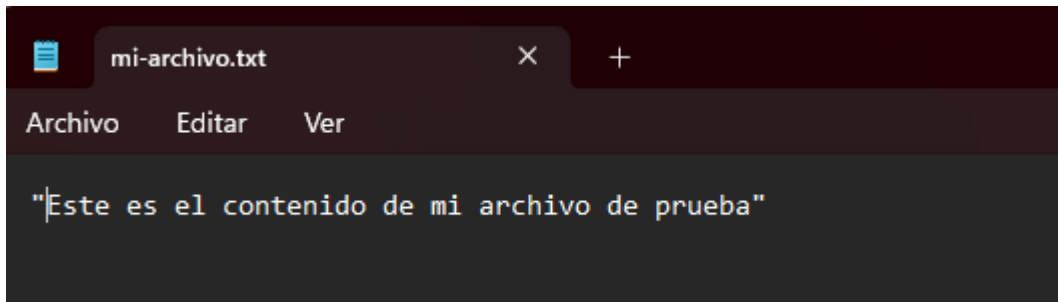 mi-archivo.txt
Archivo Editar Ver
"Este es el contenido de mi archivo de prueba"